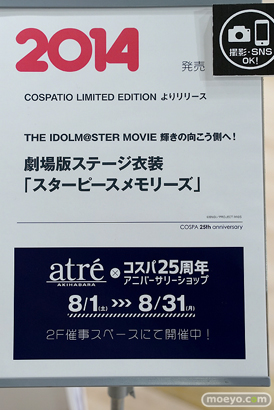 2014
発売
撮影・SNS
OK!
COSPATIO LIMITED EDITION よりリリース
THE IDOLM@STER MOVIE 輝きの向こう側へ!
劇場版ステージ衣装
「スターピースメモリーズ」
COSPA 25th anniversary
atré
AKIHABARA
×
コスパ25周年
アニバーサリーショップ
8/1(土) >>> 8/31(月)
2F催事スペースにて開催中!
moeyo.com